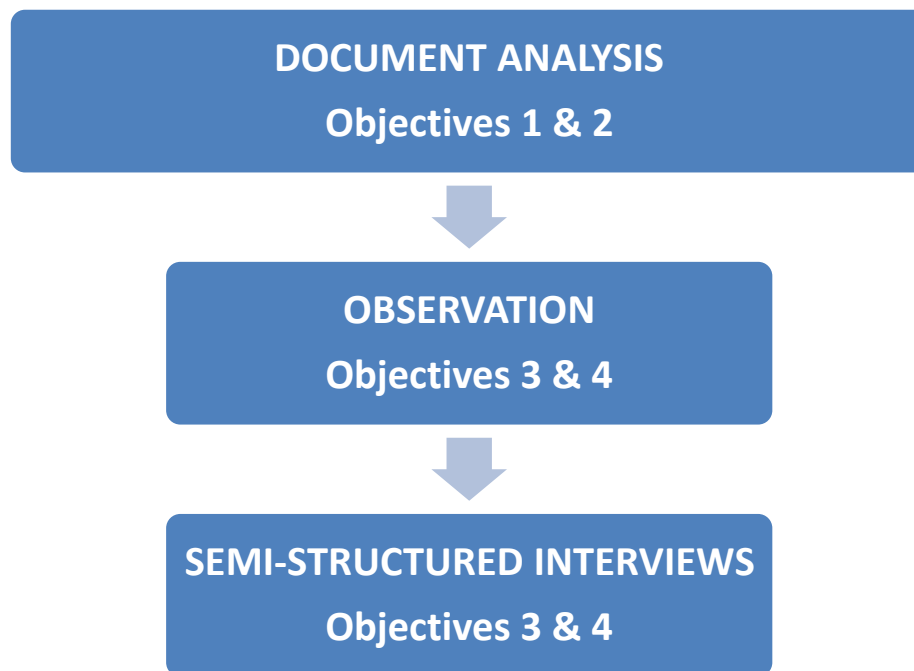 DOCUMENT ANALYSIS
Objectives 1 & 2
OBSERVATION
Objectives 3 & 4
SEMI-STRUCTURED INTERVIEWS
Objectives 3 & 4